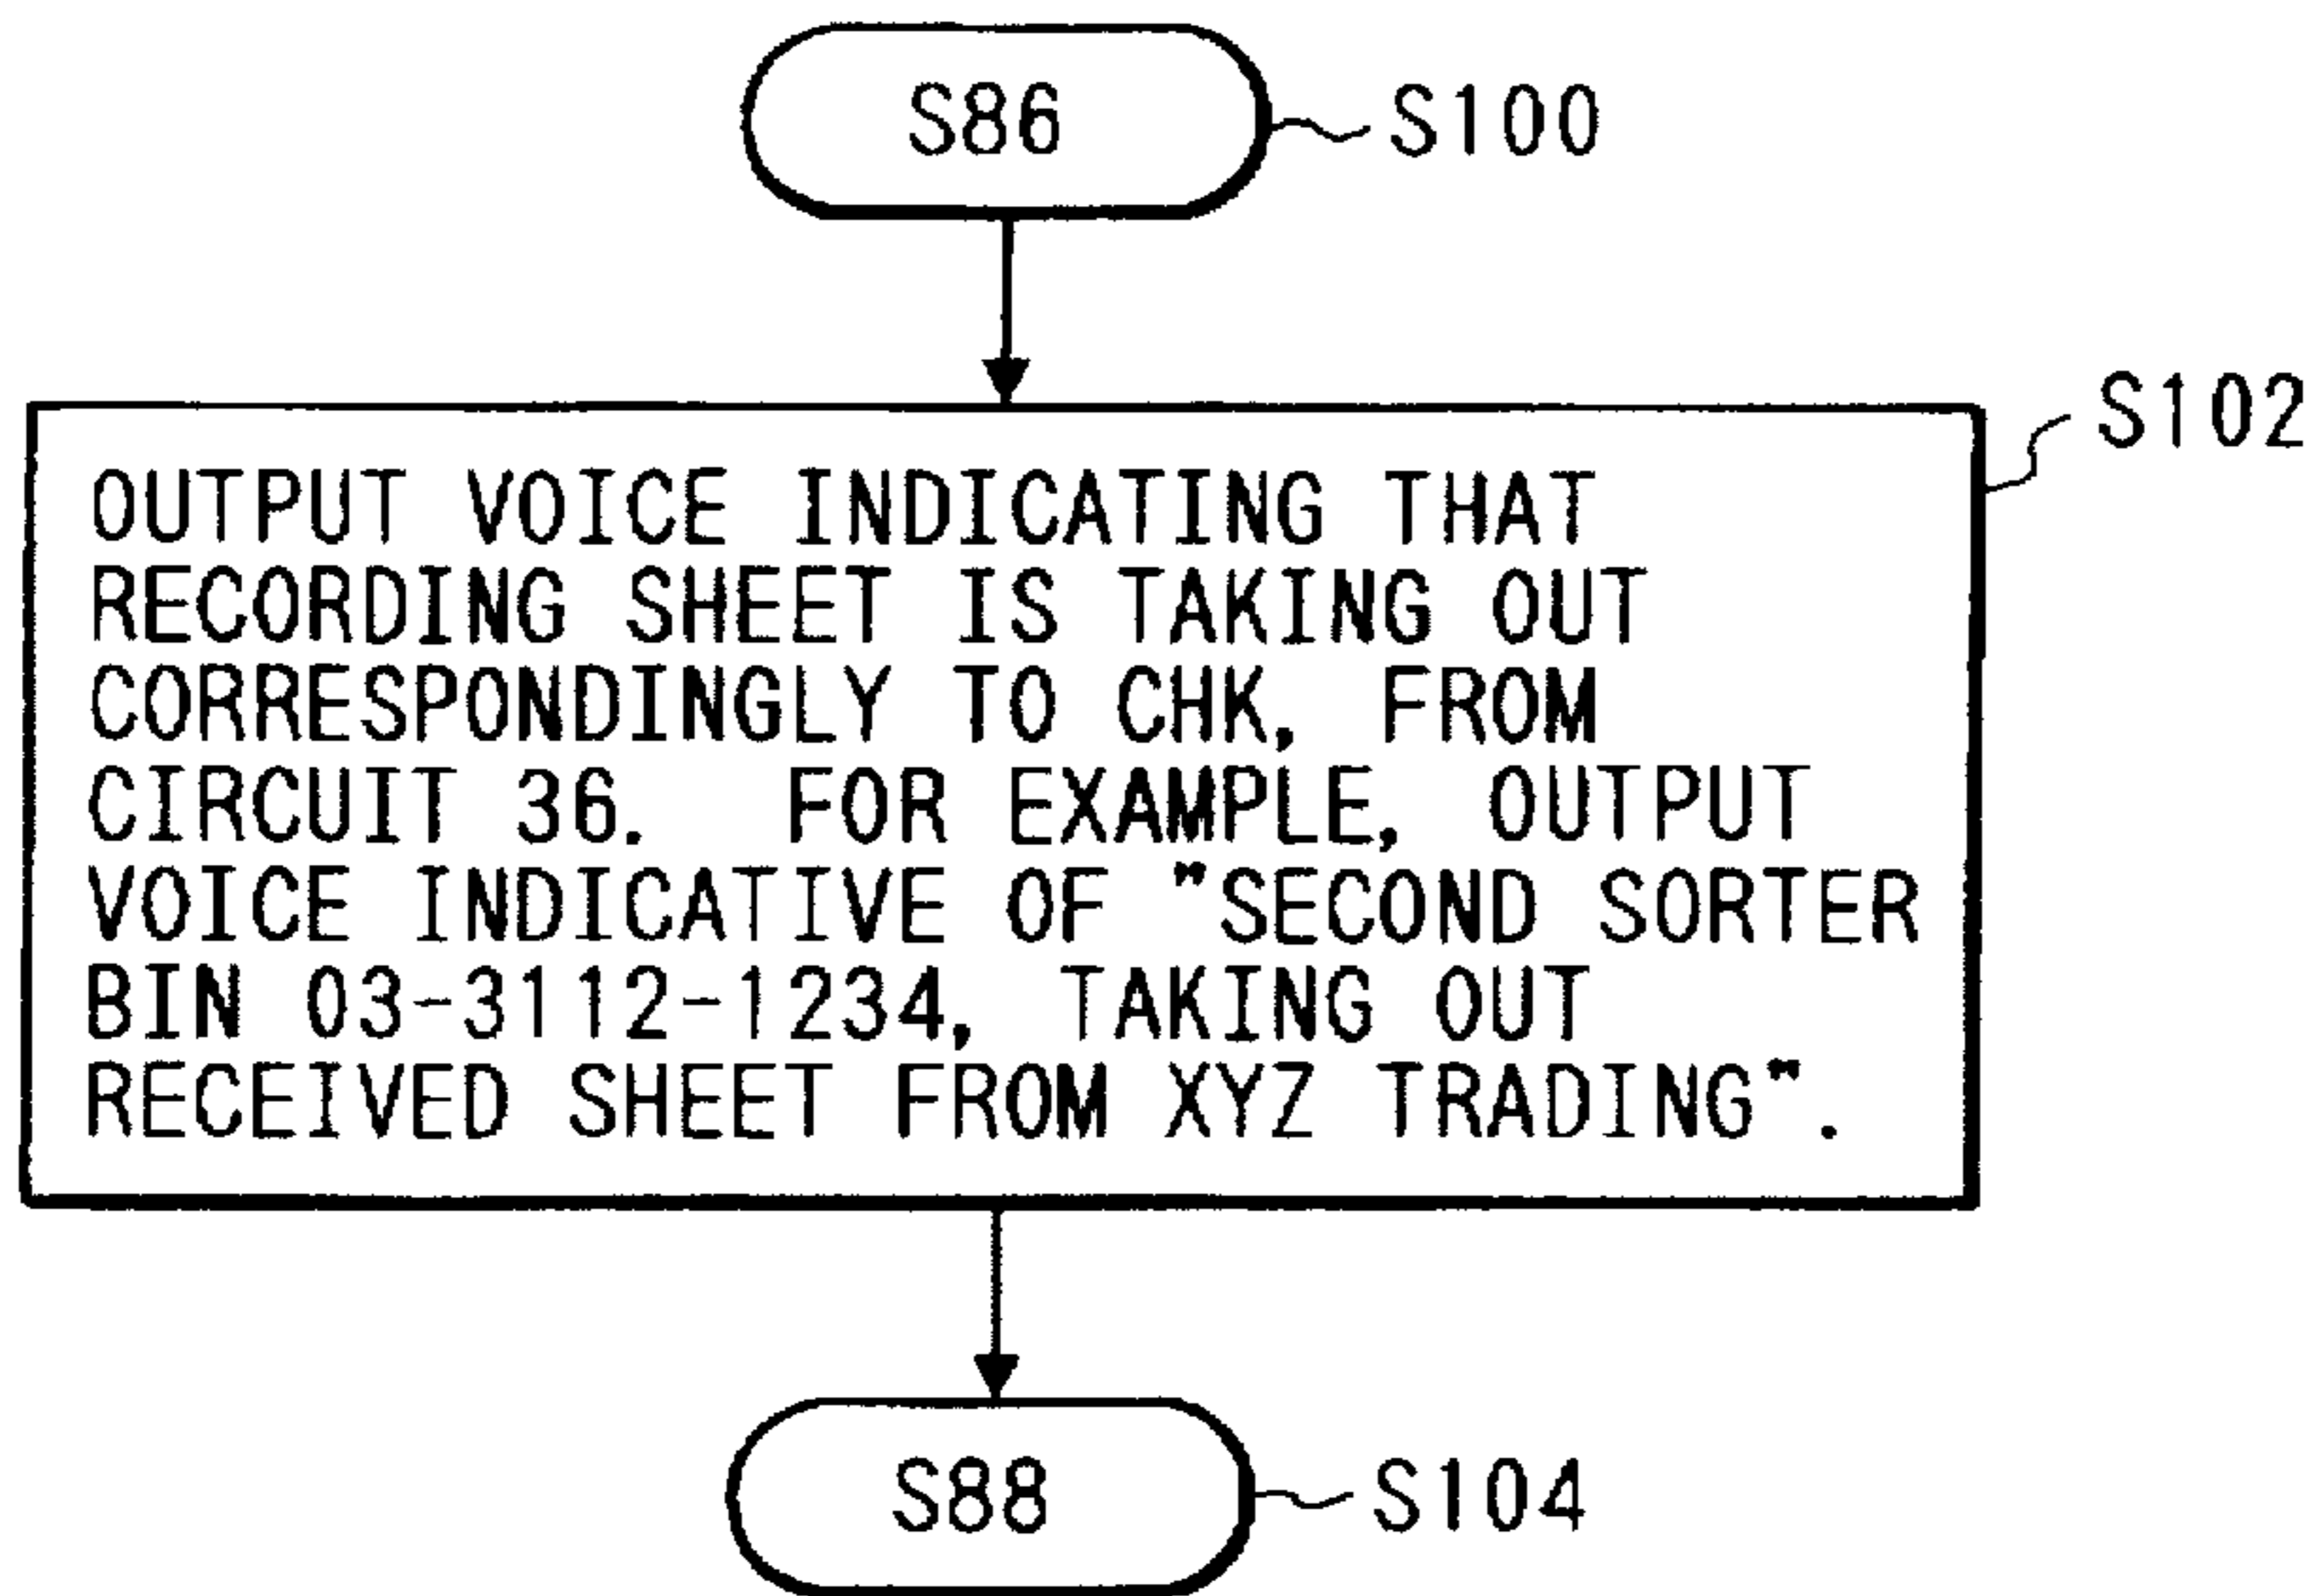 S86
S100
S102
OUTPUT VOICE INDICATING THAT
RECORDING SHEET IS TAKING OUT
CORRESPONDINGLY TO CHK, FROM
CIRCUIT 36. FOR EXAMPLE, OUTPUT
VOICE INDICATIVE OF "SECOND SORTER
BIN 03-3112-1234, TAKING OUT
RECEIVED SHEET FROM XYZ TRADING".
S88
S104